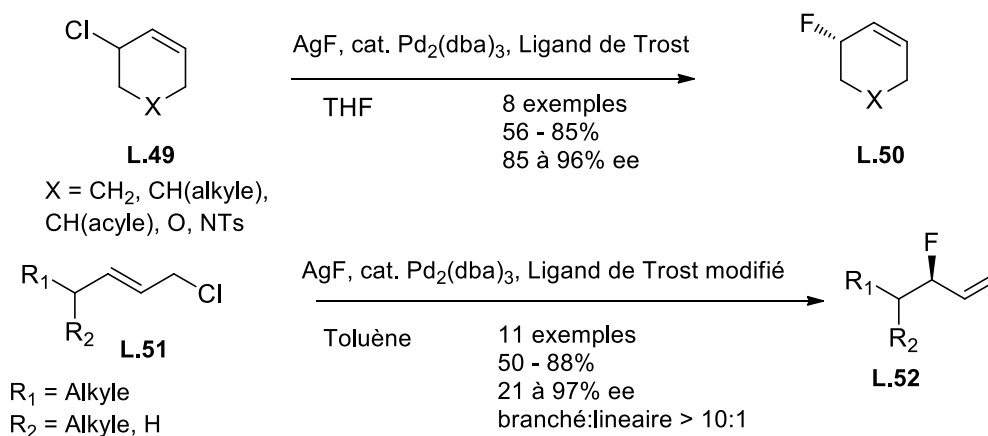 Cl
X
L.49
X = CH2, CH(alkyle),
CH(acyle), O, NTs
AgF, cat. Pd2(dba)3, Ligand de Trost
THF
8 exemples
56 - 85%
85 à 96% ee
F
X
L.50
R1
R2
Cl
L.51
R1 = Alkyle
R2 = Alkyle, H
AgF, cat. Pd2(dba)3, Ligand de Trost modifié
Toluène
11 exemples
50 - 88%
21 à 97% ee
branché:lineaire > 10:1
F
R1
R2
L.52